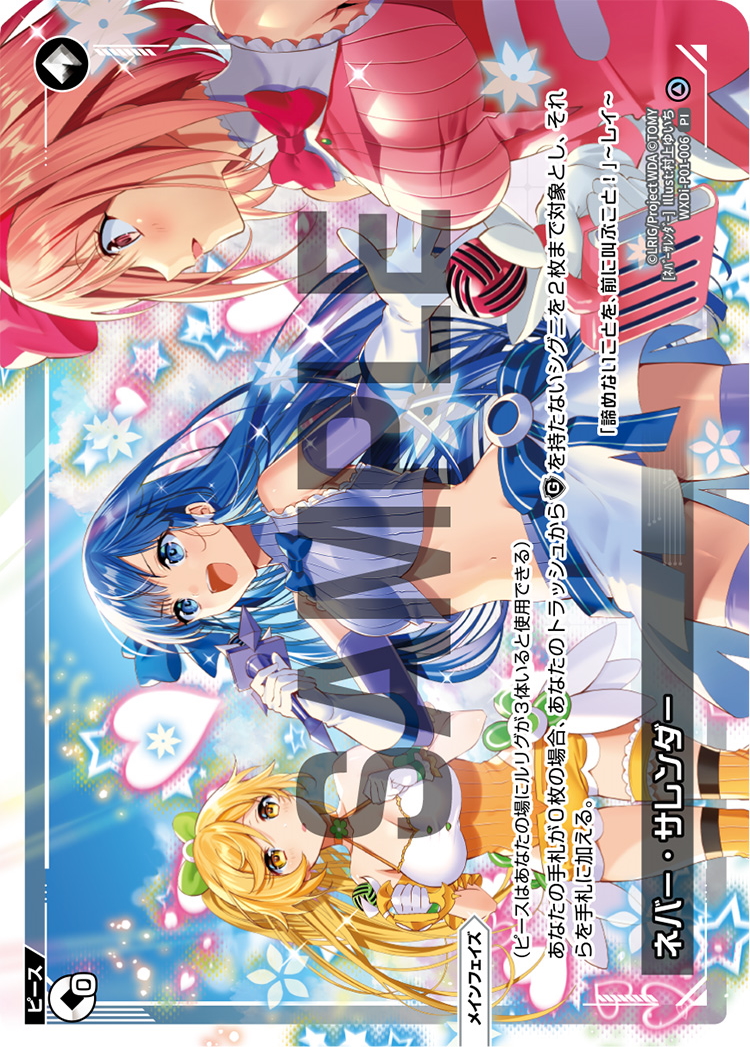 ピース
0
メインフェイズ
SAMPLE
(ピースはあなたの場にルリグが3体いると使用できる)
あなたの手札が0枚の場合、あなたのトラッシュからGを持たないシグニを2枚まで対象とし、それ
らを手札に加える。
「諦めないことを、前に叫ぶこと！」～レイ～
ネバー・サレンダー
©LRIG/Project WDA ©TOMY
[ネバーサレンダー] Illust:村上ゆいち
WXDi-P01-006 PI